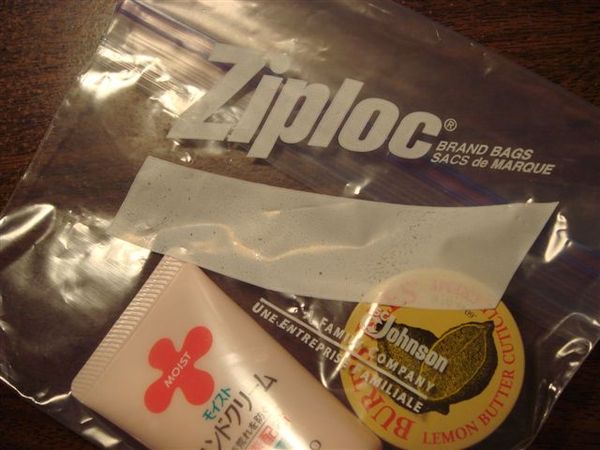 Ziploc®
BRAND BAGS
SACS de MARQUE
SC Johnson
A FAMILY COMPANY
UNE ENTREPRISE FAMILIALE
MOIST
モイスト
ンドクリーム
LEMON BUTTER CUTIC